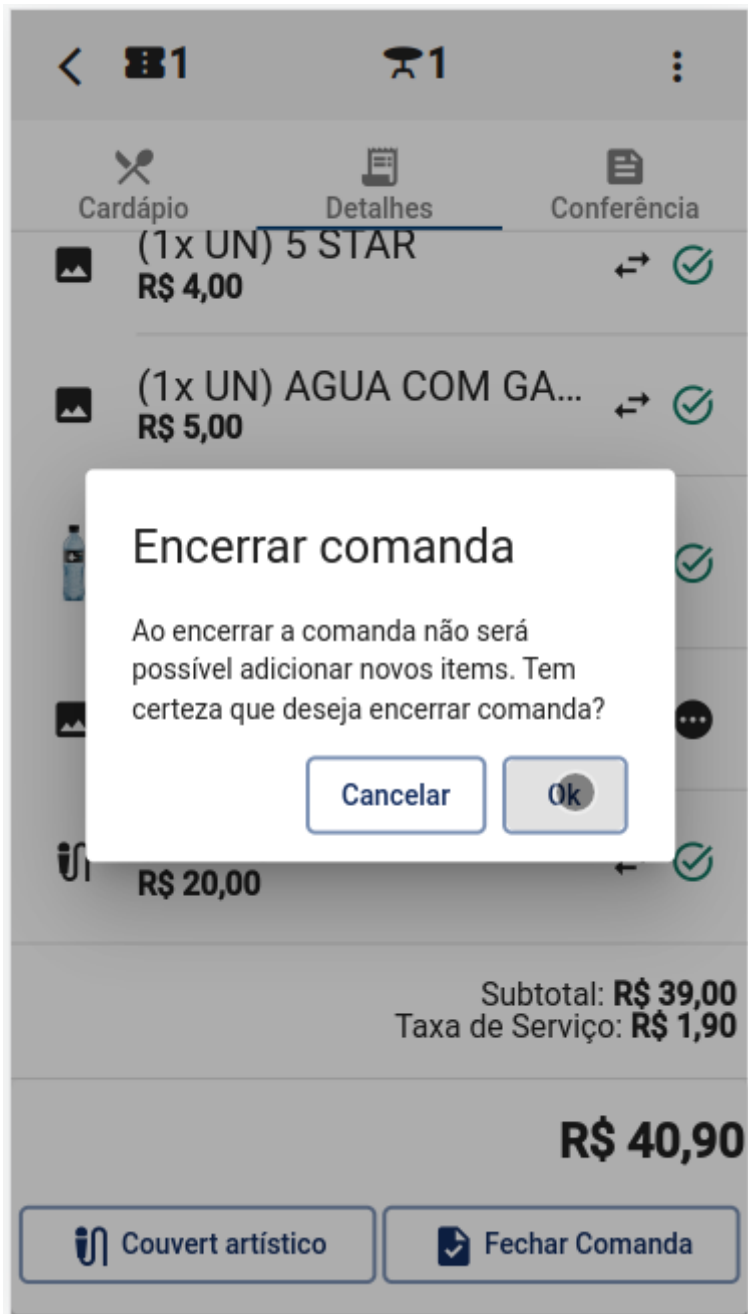 1
1
Cardápio
Detalhes
Conferência
(1x UN) 5 STAR
R$ 4,00
(1x UN) AGUA COM GA...
R$ 5,00
Encerrar comanda
Ao encerrar a comanda não será
possível adicionar novos items. Tem
certeza que deseja encerrar comanda?
Cancelar
Ok
R$ 20,00
Subtotal: R$ 39,00
Taxa de Serviço: R$ 1,90
R$ 40,90
Couvert artístico
Fechar Comanda